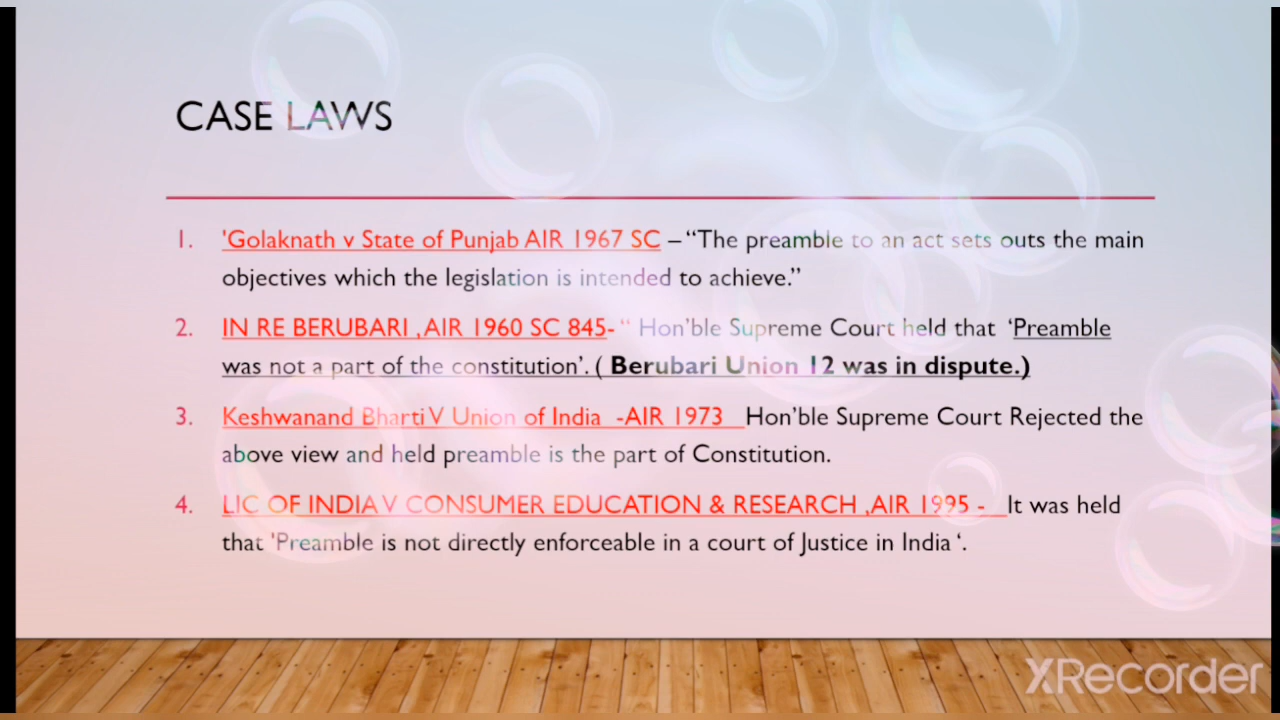 CASE LAWS
1. 'Golaknath v State of Punjab AIR 1967 SC – “The preamble to an act sets outs the main
objectives which the legislation is intended to achieve.”
2. IN RE BERUBARI ,AIR 1960 SC 845- “ Hon’ble Supreme Court held that ‘Preamble
was not a part of the constitution’. ( Berubari Union 12 was in dispute.)
3. Keshwanand Bharti V Union of India -AIR 1973 Hon’ble Supreme Court Rejected the
above view and held preamble is the part of Constitution.
4. LIC OF INDIA V CONSUMER EDUCATION & RESEARCH ,AIR 1995 - It was held
that 'Preamble is not directly enforceable in a court of Justice in India ‘.
XRecorder